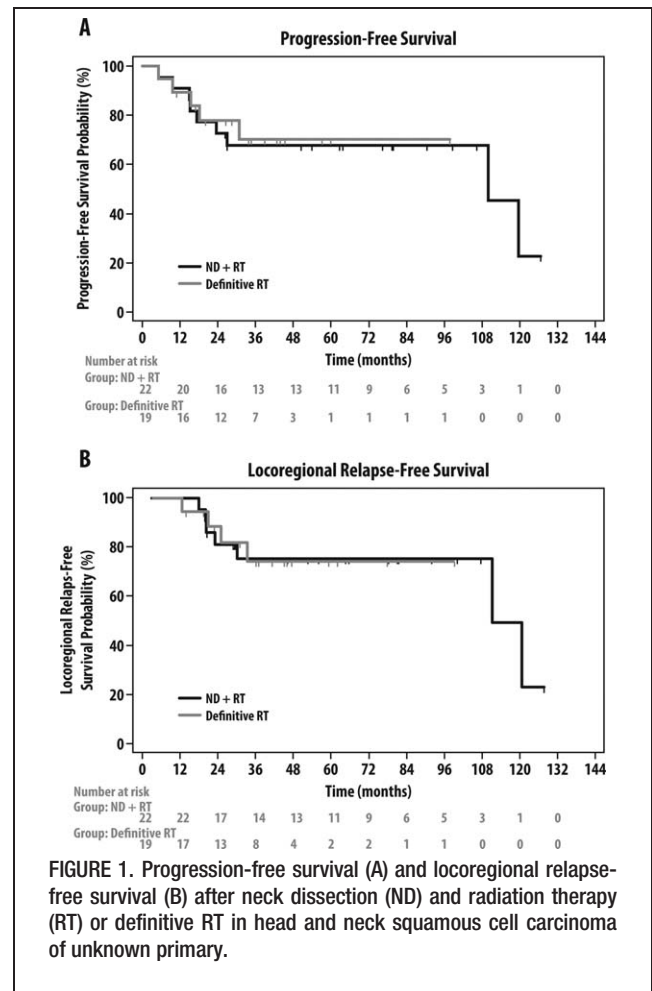 A
Progression-Free Survival
Progression-Free Survival Probability (%)
100
80
60
40
20
0
ND + RT
Definitive RT
0 12 24 36 48 60 72 84 96 108 120 132 144
Time (months)
Number at risk
Group: ND + RT
22 20 16 13 13 11 9 6 5 3 1 0
Group: Definitive RT
19 16 12 7 3 1 1 1 1 0 0 0
B
Locoregional Relapse-Free Survival
Locoregional Relaps-Free
Survival Probability (%)
100
80
60
40
20
0
ND + RT
Definitive RT
0 12 24 36 48 60 72 84 96 108 120 132 144
Time (months)
Number at risk
Group: ND + RT
22 22 17 14 13 11 9 6 5 3 1 0
Group: Definitive RT
19 17 13 8 4 2 2 1 1 0 0 0
FIGURE 1. Progression-free survival (A) and locoregional relapse-
free survival (B) after neck dissection (ND) and radiation therapy
(RT) or definitive RT in head and neck squamous cell carcinoma
of unknown primary.